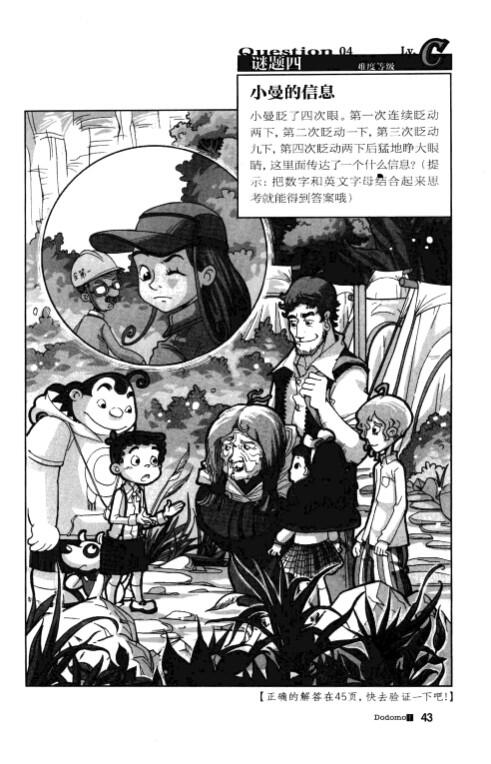 Question 04 Lv. C
谜题四 难度等级
小曼的信息
小曼眨了四次眼。第一次连续眨动
两下，第二次眨动一下，第三次眨动
九下，第四次眨动两下后猛地睁大眼
睛，这里面传达了一个什么信息？（提
示：把数字和英文字母结合起来思
考就能得到答案哦）
第一
【正确的解答在45页，快去验证一下吧！】
Dodomo 43